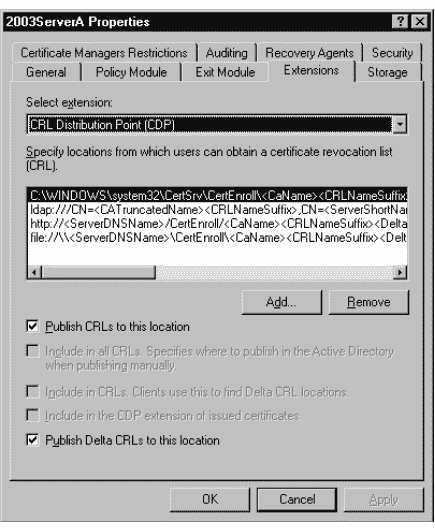 2003ServerA Properties
Certificate Managers Restrictions Auditing Recovery Agents Security
General Policy Module Exit Module Extensions Storage
Select extension:
CRL Distribution Point (CDP)
Specify locations from which users can obtain a certificate revocation list
(CRL).
C:\WINDOWS\system32\CertSrv\CertEnroll\<CaName><CRLNameSuffix
ldap:///CN=<CATruncatedName><CRLNameSuffix>,CN=<ServerShortNa
http://<ServerDNSName>/CertEnroll/<CaName><CRLNameSuffix><Delta
file://\\<ServerDNSName>\CertEnroll\<CaName><CRLNameSuffix><Delt
Add... Remove
Publish CRLs to this location
Include in all CRLs. Specifies where to publish in the Active Directory
when publishing manually.
Include in CRLs. Clients use this to find Delta CRL locations.
Include in the CDP extension of issued certificates
Publish Delta CRLs to this location
OK Cancel Apply